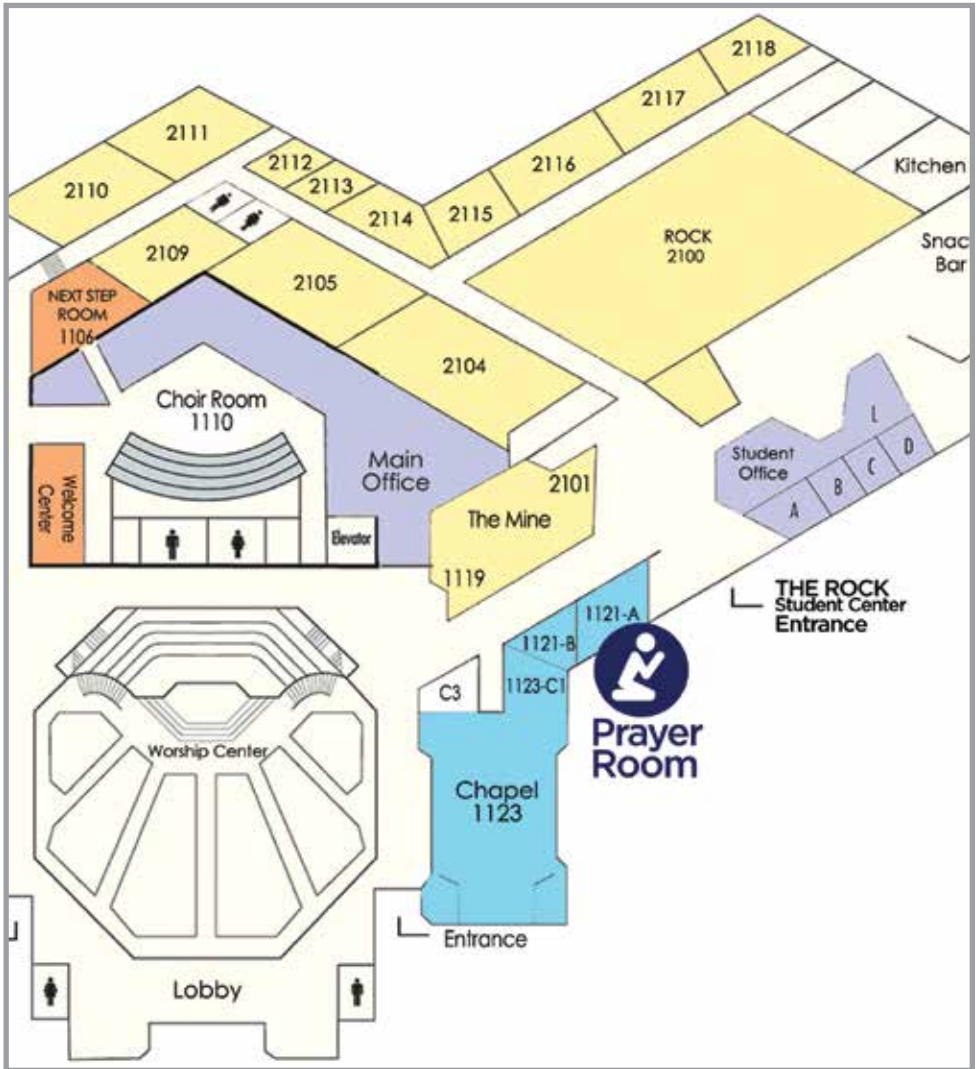 2118
2117
2111
2112
2116
2110
2113
2114
2115
Kitchen
ROCK
2100
Snac
Bar
2109
2105
NEXT STEP
ROOM
1106
2104
Choir Room
1110
L
D
C
B
A
Student
Office
Main
Office
2101
The Mine
1119
Welcome
Center
Elevator
THE ROCK
Student Center
Entrance
1121-A
1121-B
1123-C1
C3
Prayer
Room
Worship Center
Chapel
1123
Entrance
Lobby